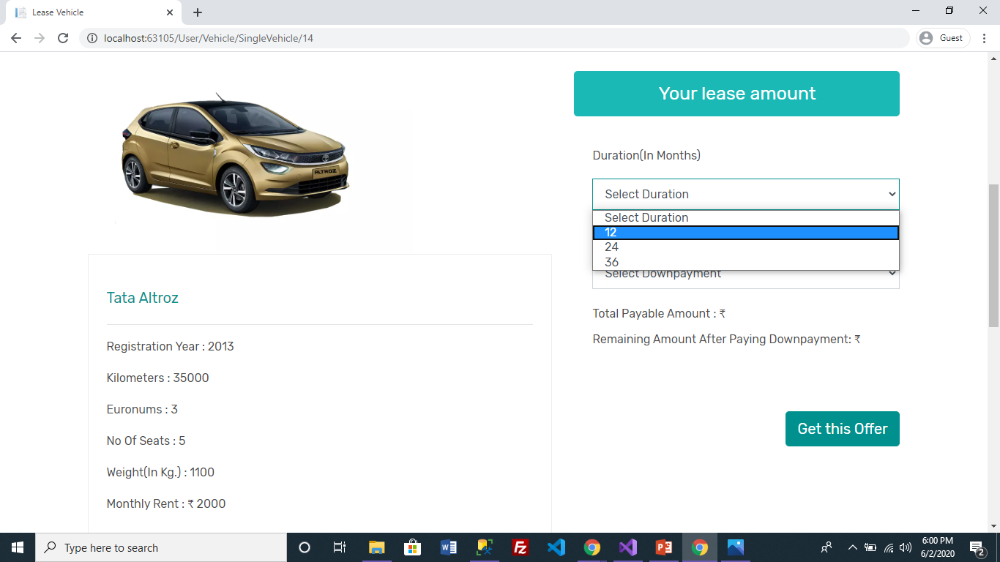 Lease Vehicle
localhost:63105/User/Vehicle/SingleVehicle/14
Guest
ALTROZ
Tata Altroz
Registration Year : 2013
Kilometers : 35000
Euronums : 3
No Of Seats : 5
Weight(In Kg.) : 1100
Monthly Rent : ₹ 2000
Your lease amount
Duration(In Months)
Select Duration
Select Duration
12
24
36
Select Downpayment
Total Payable Amount : ₹
Remaining Amount After Paying Downpayment: ₹
Get this Offer
Type here to search
6:00 PM
6/2/2020
2